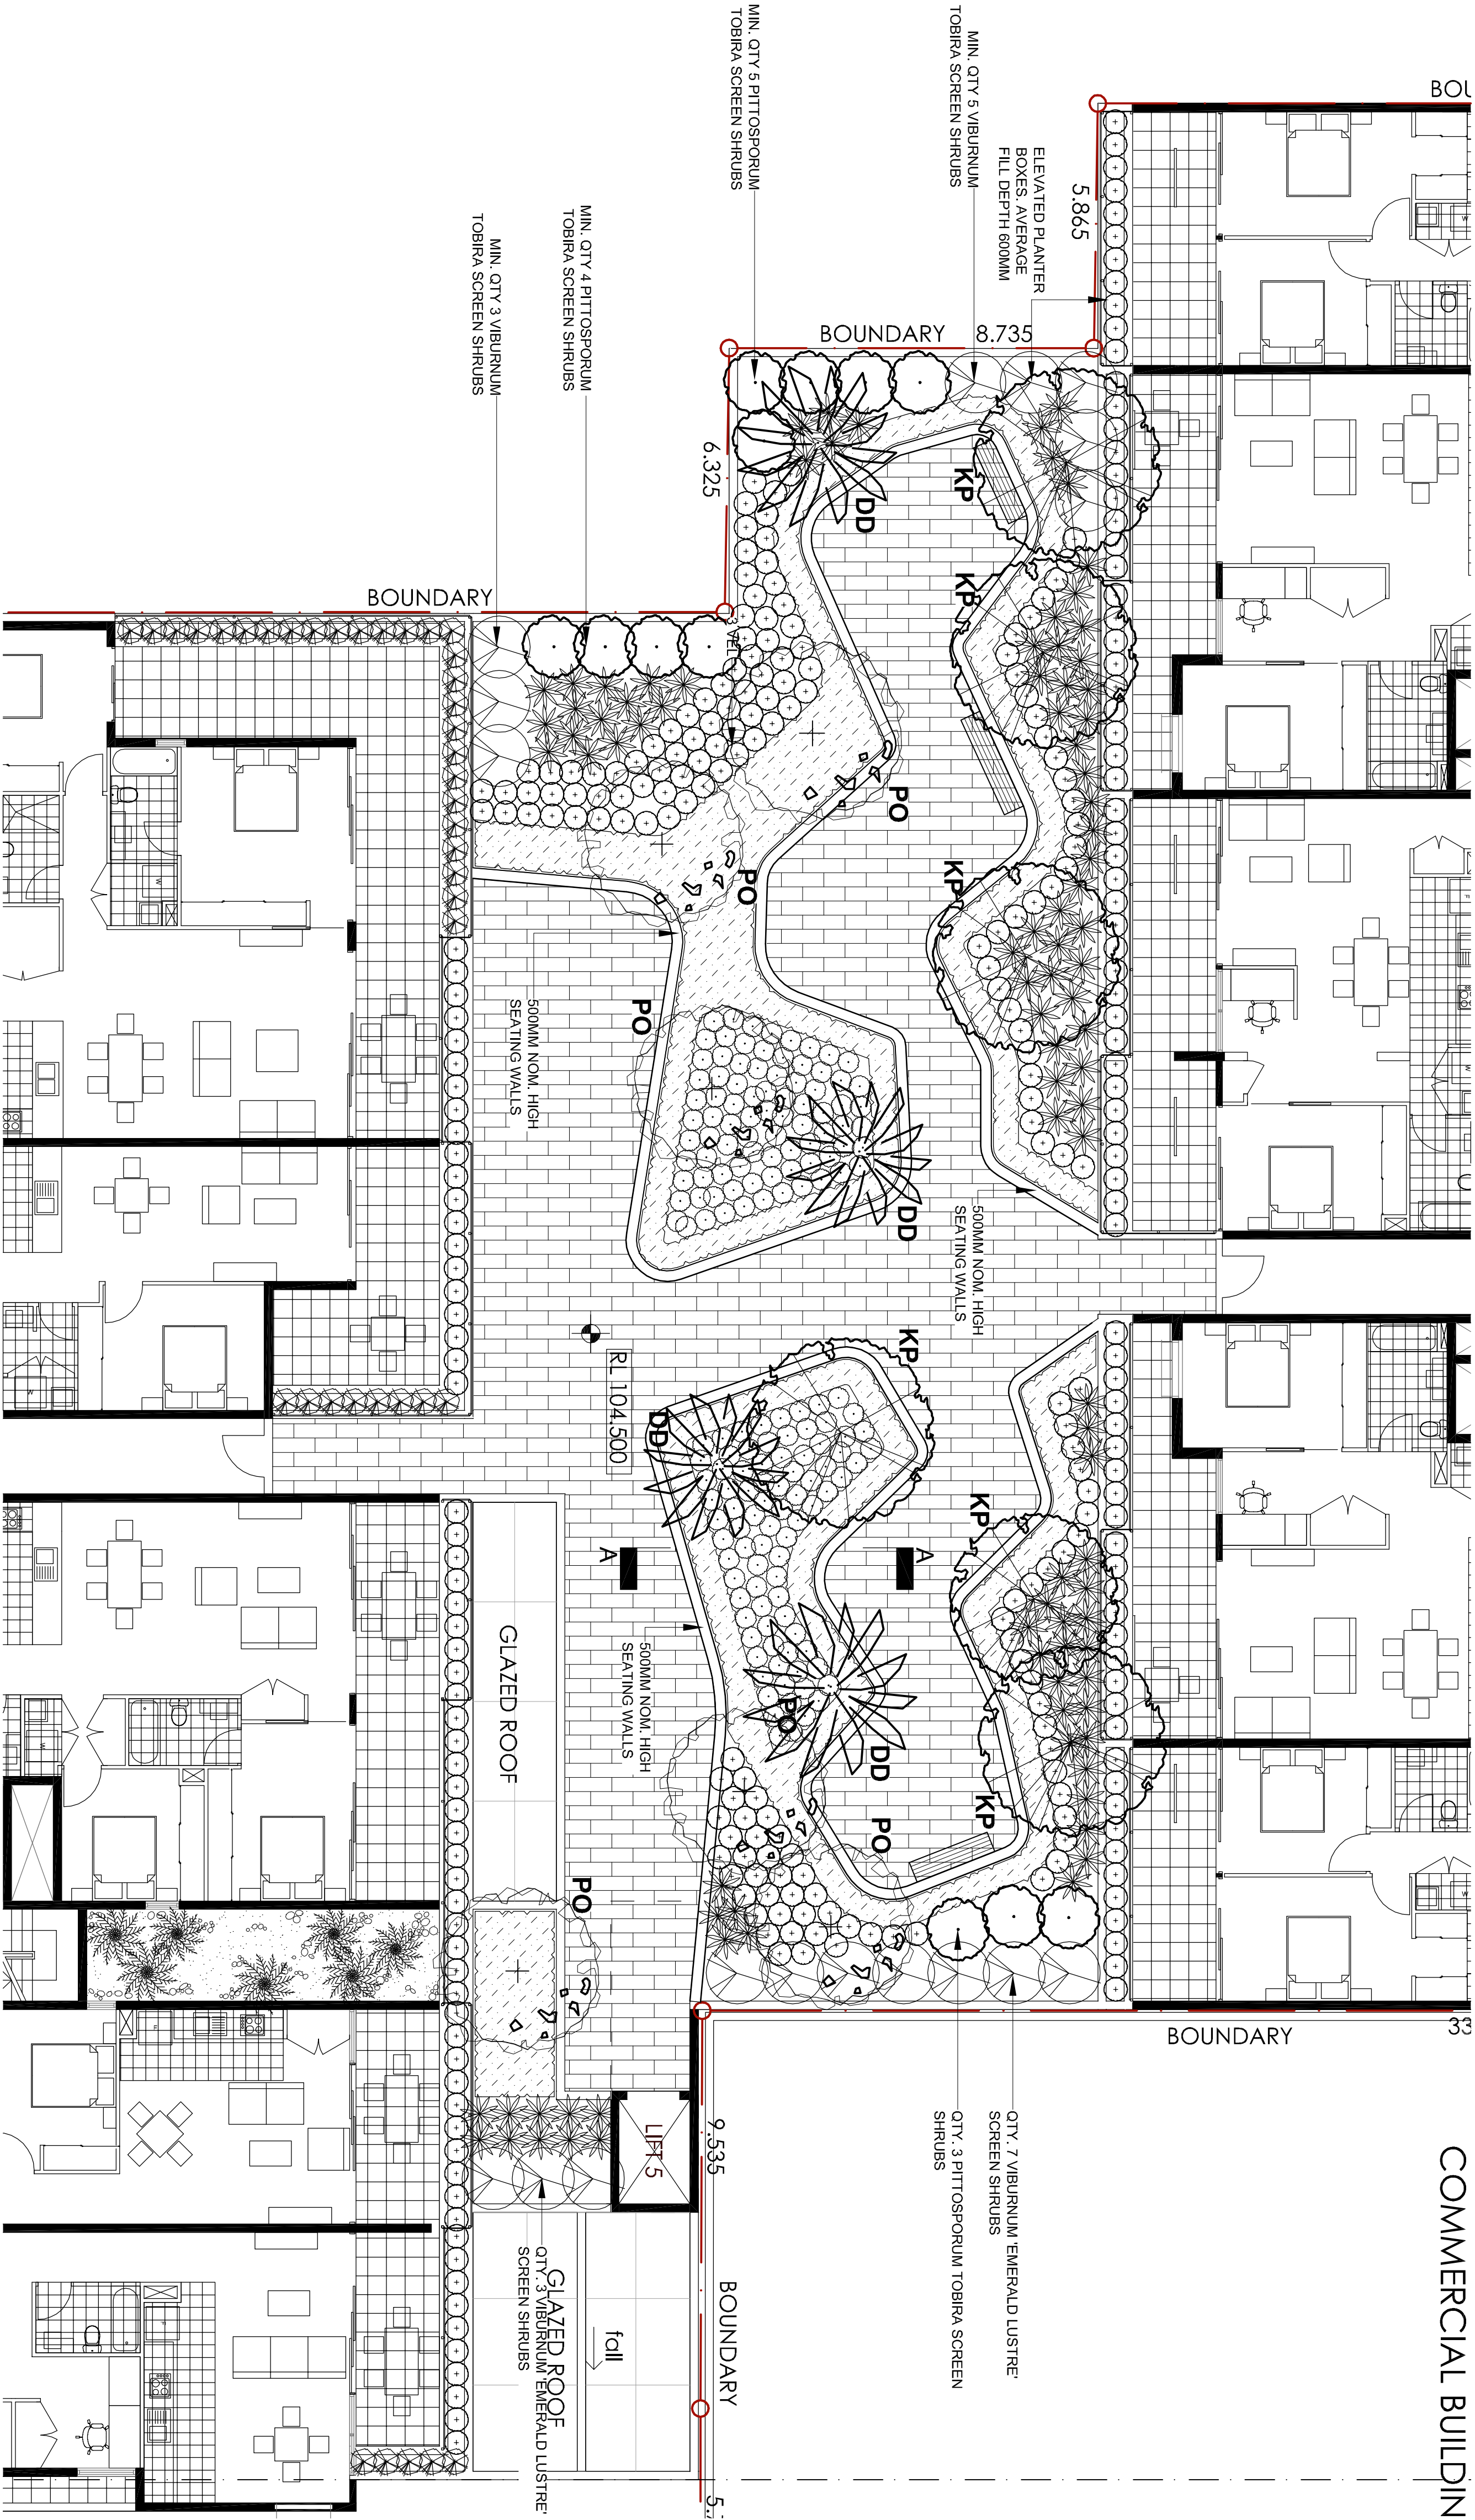 MIN. QTY 5 PITTOSPORUM
TOBIRA SCREEN SHRUBS
MIN. QTY 5 VIBURNUM
TOBIRA SCREEN SHRUBS
ELEVATED PLANTER
BOXES. AVERAGE
FILL DEPTH 600MM
5.865
BOU
MIN. QTY 4 PITTOSPORUM
TOBIRA SCREEN SHRUBS
MIN. QTY 3 VIBURNUM
TOBIRA SCREEN SHRUBS
BOUNDARY
8.735
6.325
BOUNDARY
KP
DD
KP
PO
KP
PO
PO
500MM NOM. HIGH
SEATING WALLS
DD
500MM NOM. HIGH
SEATING WALLS
RL 104.500
KP
DD
KP
A
A
500MM NOM. HIGH
SEATING WALLS
GLAZED ROOF
PO
DD
KP
PO
PO
BOUNDARY
33
LIFT 5
9.535
QTY. 7 VIBURNUM 'EMERALD LUSTRE'
SCREEN SHRUBS
QTY. 3 PITTOSPORUM TOBIRA SCREEN
SHRUBS
COMMERCIAL BUILDIN
BOUNDARY
fall
GLAZED ROOF
QTY. 3 VIBURNUM 'EMERALD LUSTRE'
SCREEN SHRUBS
W
W
W
W
W
F
F